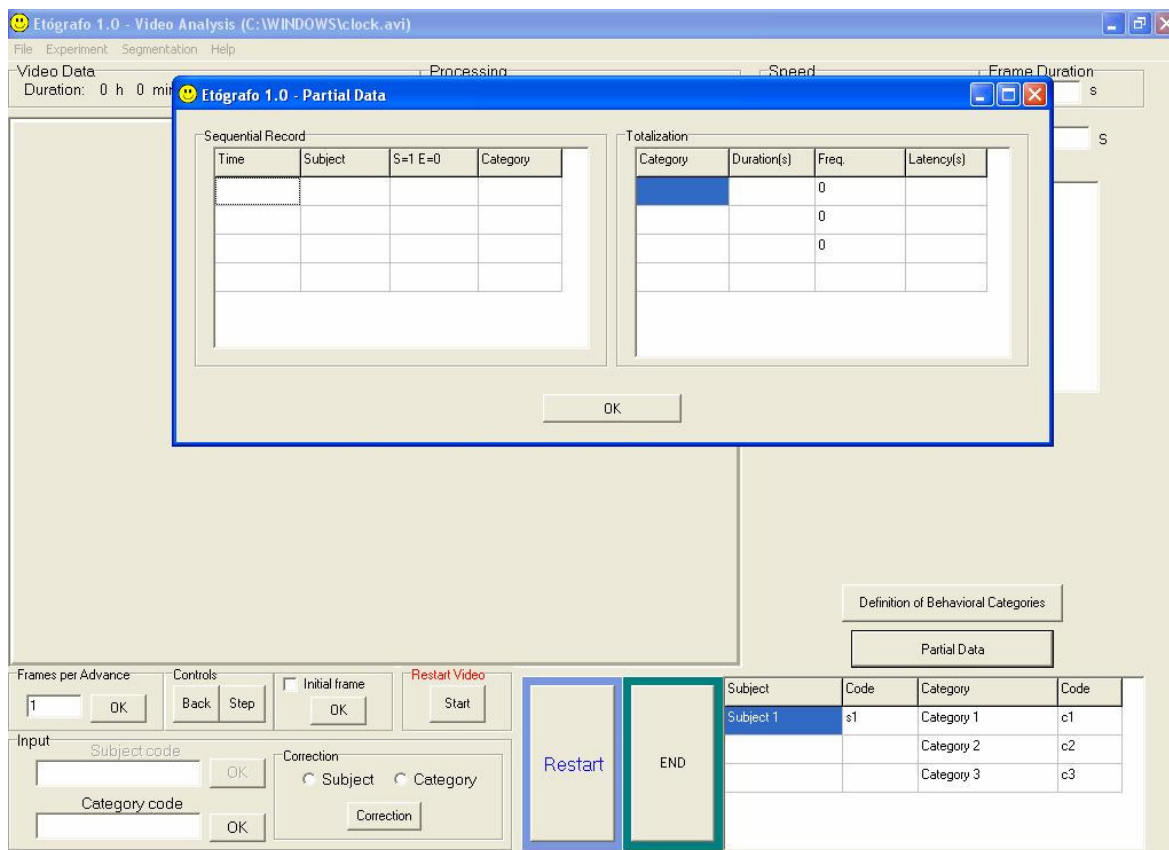 Etógrafo 1.0 - Video Analysis (C:\WINDOWS\clock.avi)
File Experiment Segmentation Help
Video Data Processing Speed Frame Duration
Duration: 0 h 0 min s
Etógrafo 1.0 - Partial Data
S
Sequential Record Totalization
Time Subject S=1 E=0 Category Category Duration(s) Freq. Latency(s)
0
0
0
OK
Definition of Behavioral Categories
Partial Data
Frames per Advance Controls Initial frame Restart Video
1 OK Back Step OK Start
Subject Code Category Code
Subject 1 s1 Category 1 c1
Category 2 c2
Category 3 c3
Input
Subject code
OK
Category code
OK
Correction
Subject Category
Correction
Restart END